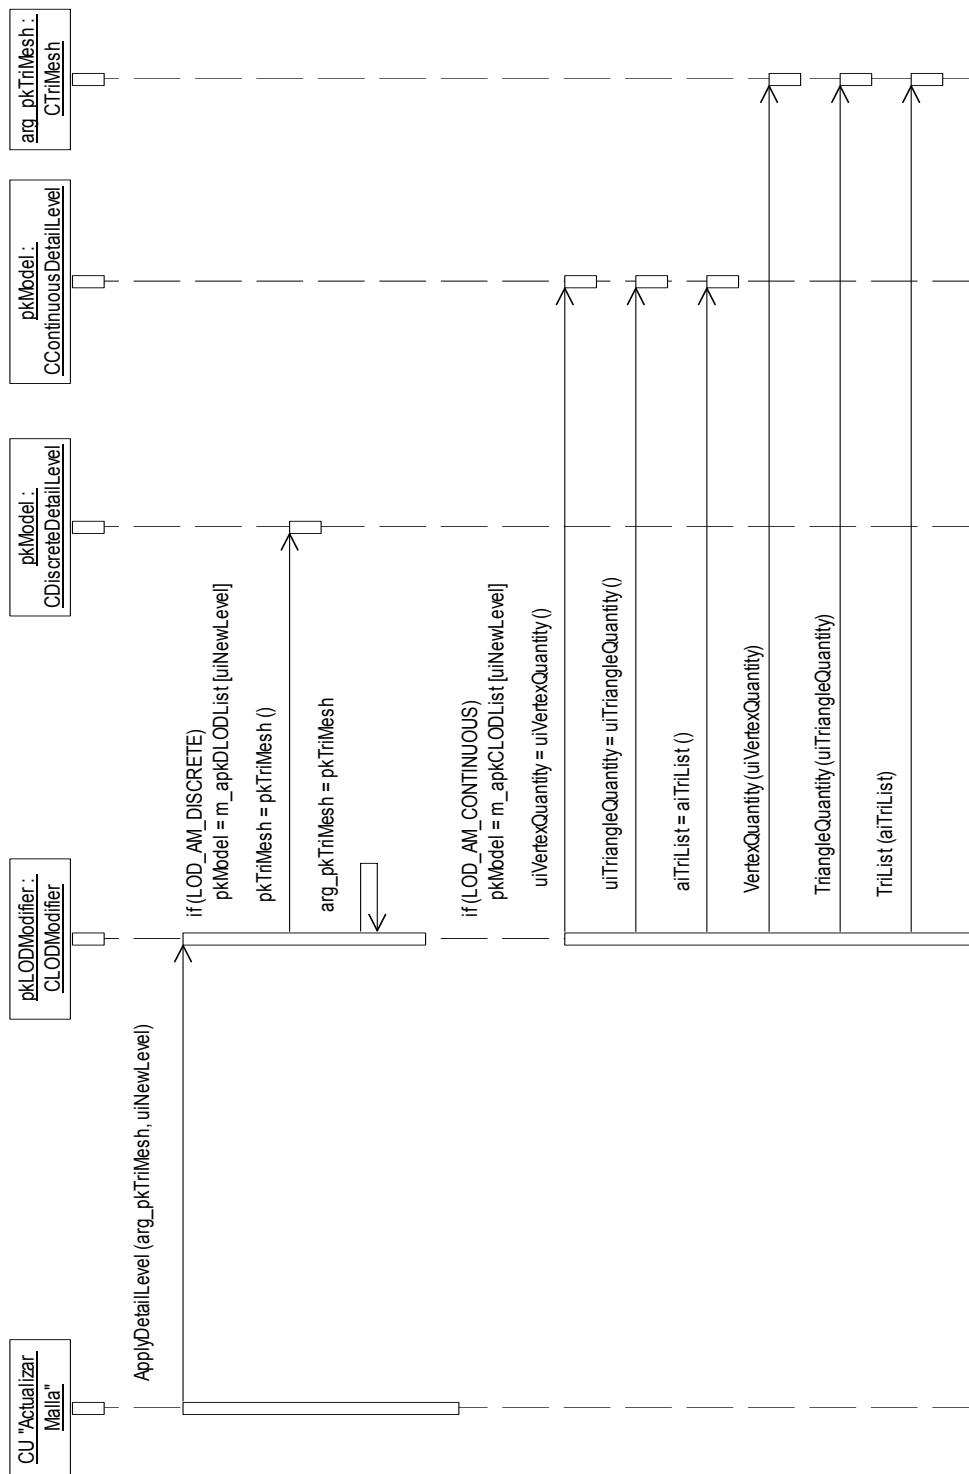 CU "Actualizar
Malla"
pkLODModifier :
CLODModifier
pkModel :
CDiscreteDetailLevel
pkModel :
CContinuousDetailLevel
arg_pkTriMesh :
CTriMesh
ApplyDetailLevel (arg_pkTriMesh, uiNewLevel)
if (LOD_AM_DISCRETE)
pkModel = m_apkDLODList [uiNewLevel]
pkTriMesh = pkTriMesh ()
arg_pkTriMesh = pkTriMesh
if (LOD_AM_CONTINUOUS)
pkModel = m_apkCLODList [uiNewLevel]
uiVertexQuantity = uiVertexQuantity ()
uiTriangleQuantity = uiTriangleQuantity ()
aiTriList = aiTriList ()
VertexQuantity (uiVertexQuantity)
TriangleQuantity (uiTriangleQuantity)
TriList (aiTriList)